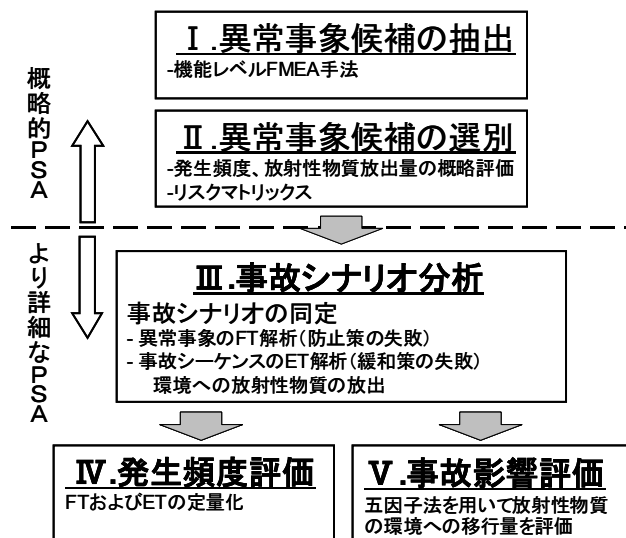 概略的PSA
Ⅰ.異常事象候補の抽出
-機能レベルFMEA手法
Ⅱ.異常事象候補の選別
-発生頻度、放射性物質放出量の概略評価
-リスクマトリックス
より詳細なPSA
Ⅲ.事故シナリオ分析
事故シナリオの同定
- 異常事象のFT解析(防止策の失敗)
- 事故シーケンスのET解析(緩和策の失敗)
環境への放射性物質の放出
Ⅳ.発生頻度評価
FTおよびETの定量化
Ⅴ.事故影響評価
五因子法を用いて放射性物質
の環境への移行量を評価